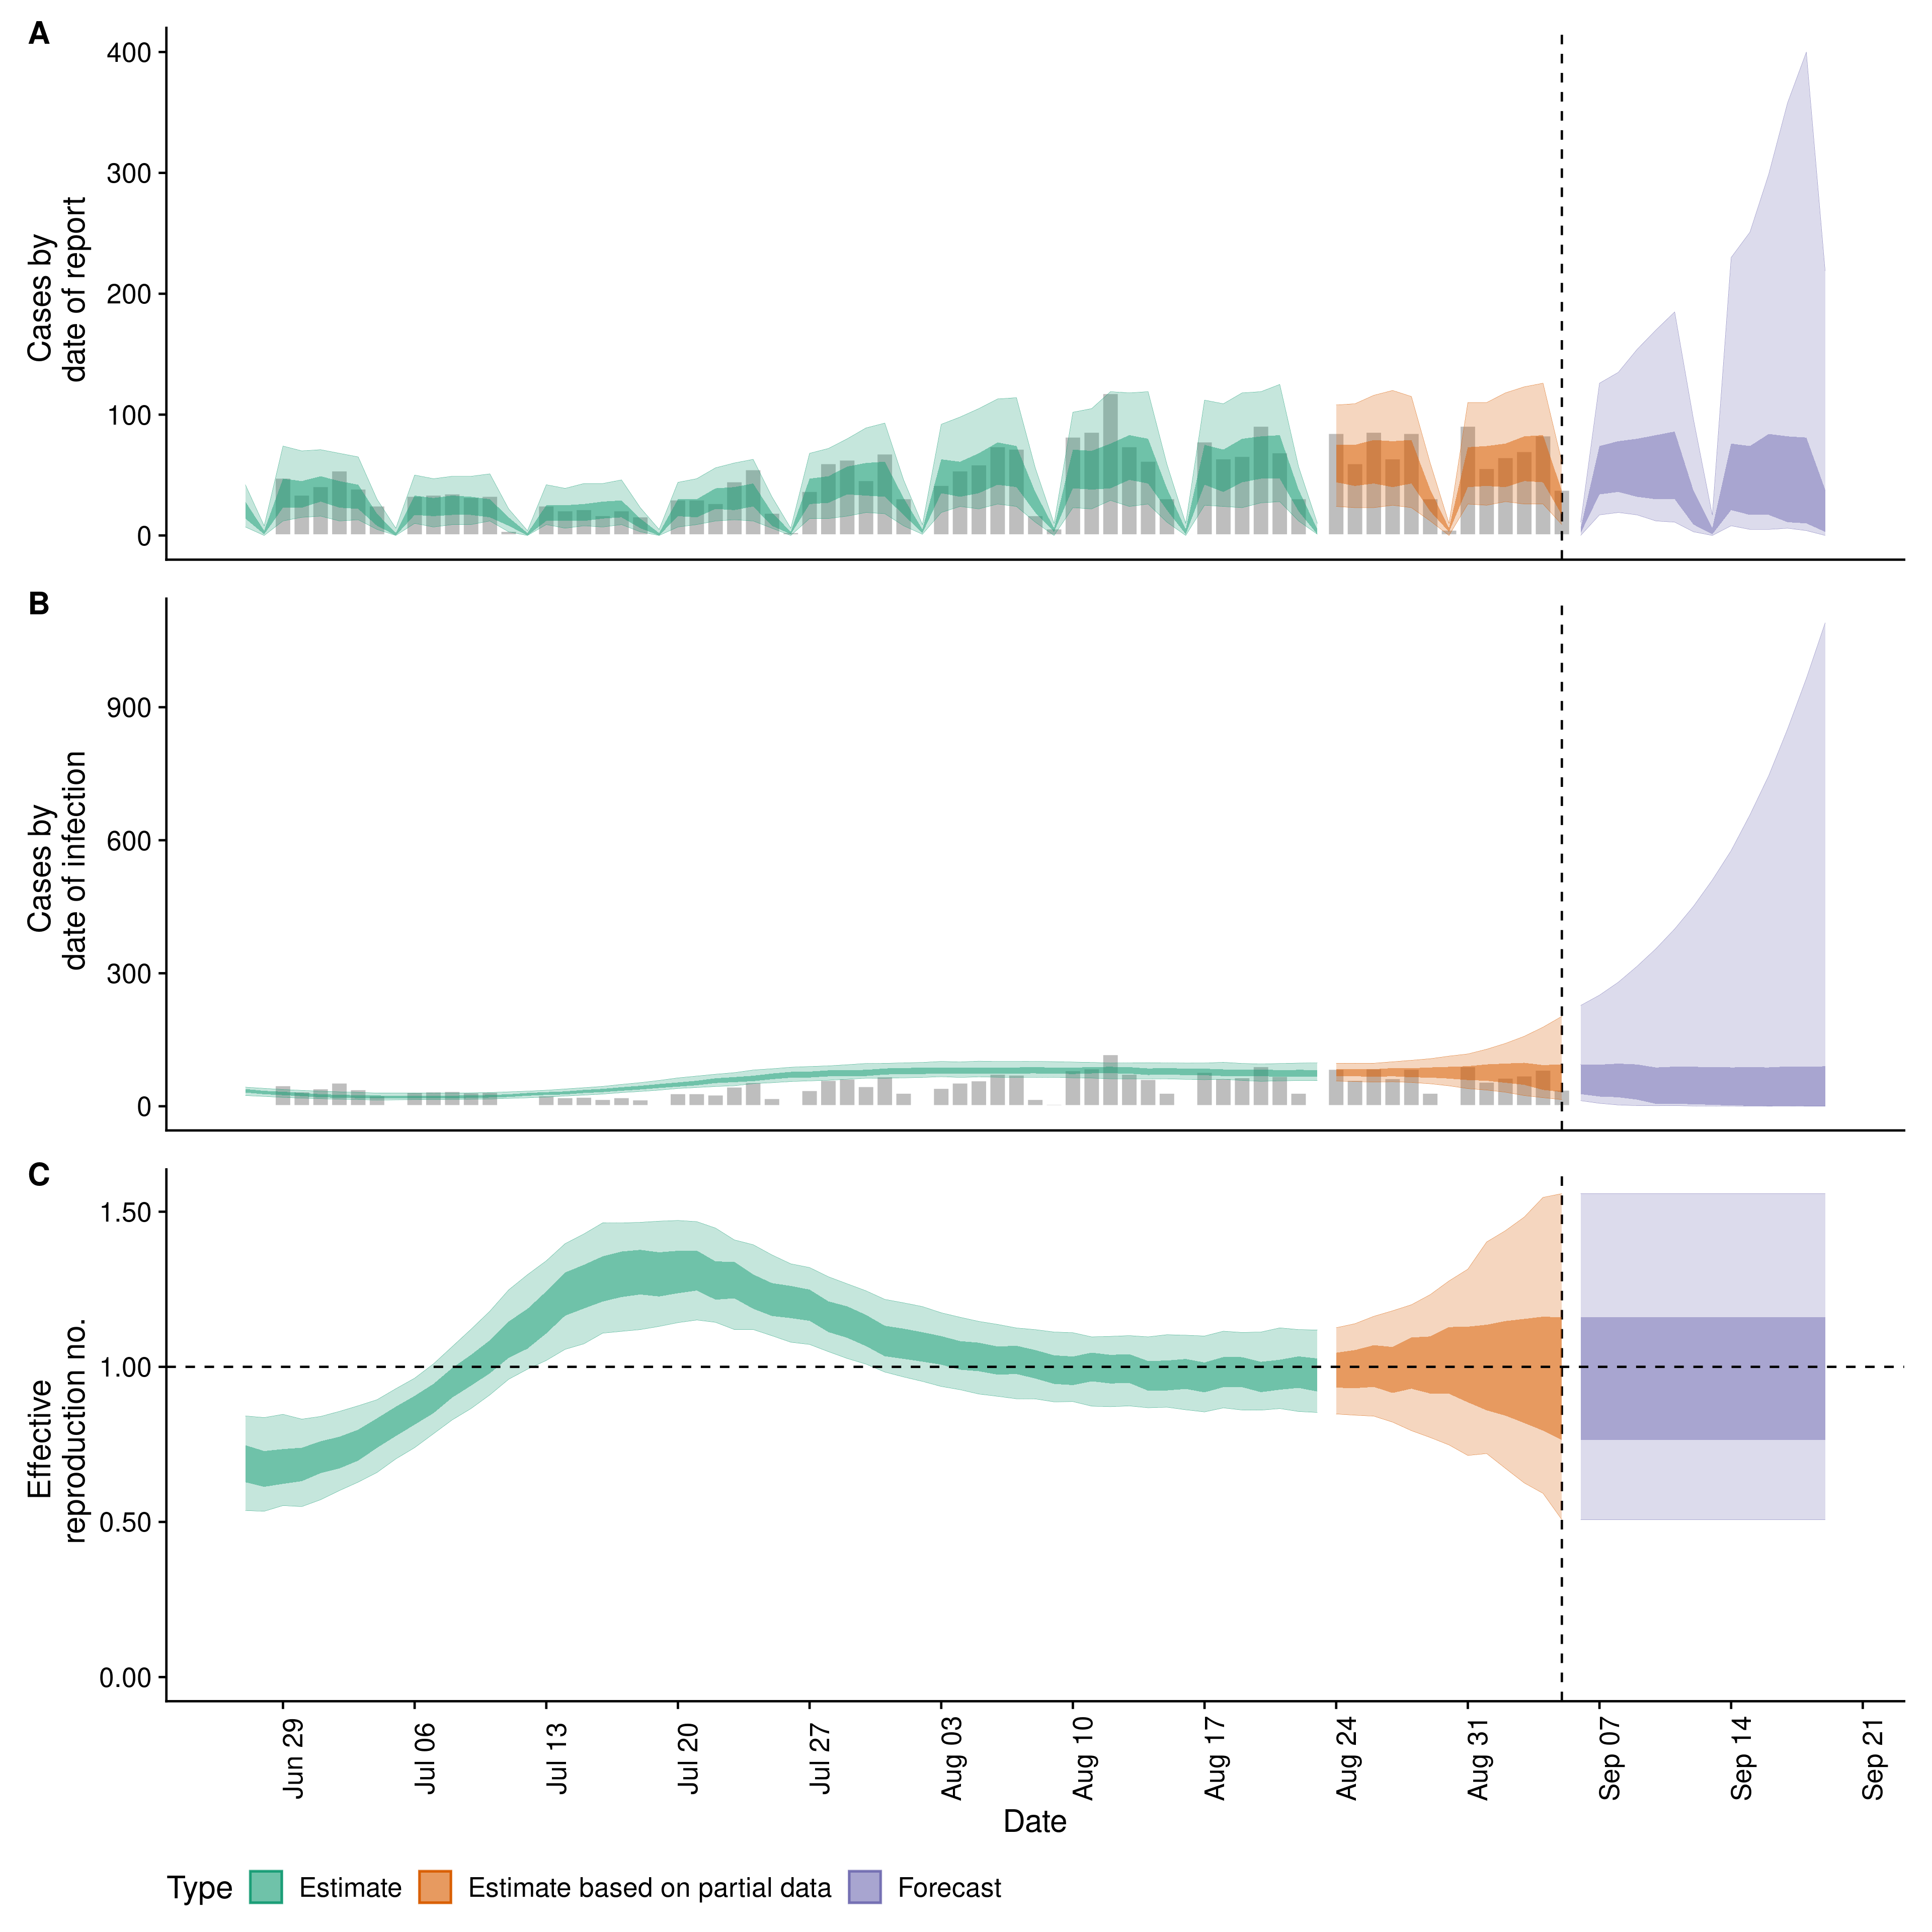 A
400
300
200
100
0
Cases by
date of report
B
900
600
300
0
Cases by
date of infection
C
1.50
1.00
0.50
0.00
Effective
reproduction no.
Jun 29
Jul 06
Jul 13
Jul 20
Jul 27
Aug 03
Aug 10
Aug 17
Aug 24
Aug 31
Sep 07
Sep 14
Sep 21
Date
Type Estimate Estimate based on partial data Forecast